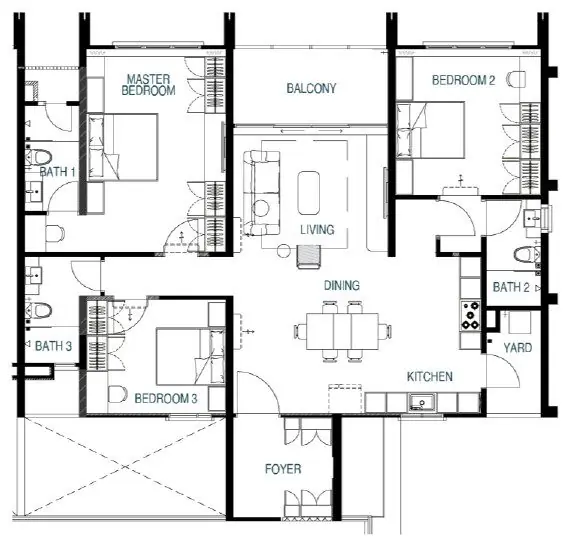 MASTER
BEDROOM
BALCONY
BEDROOM 2
BATH 1
LIVING
DINING
BATH 2
BATH 3
YARD
KITCHEN
BEDROOM 3
FOYER